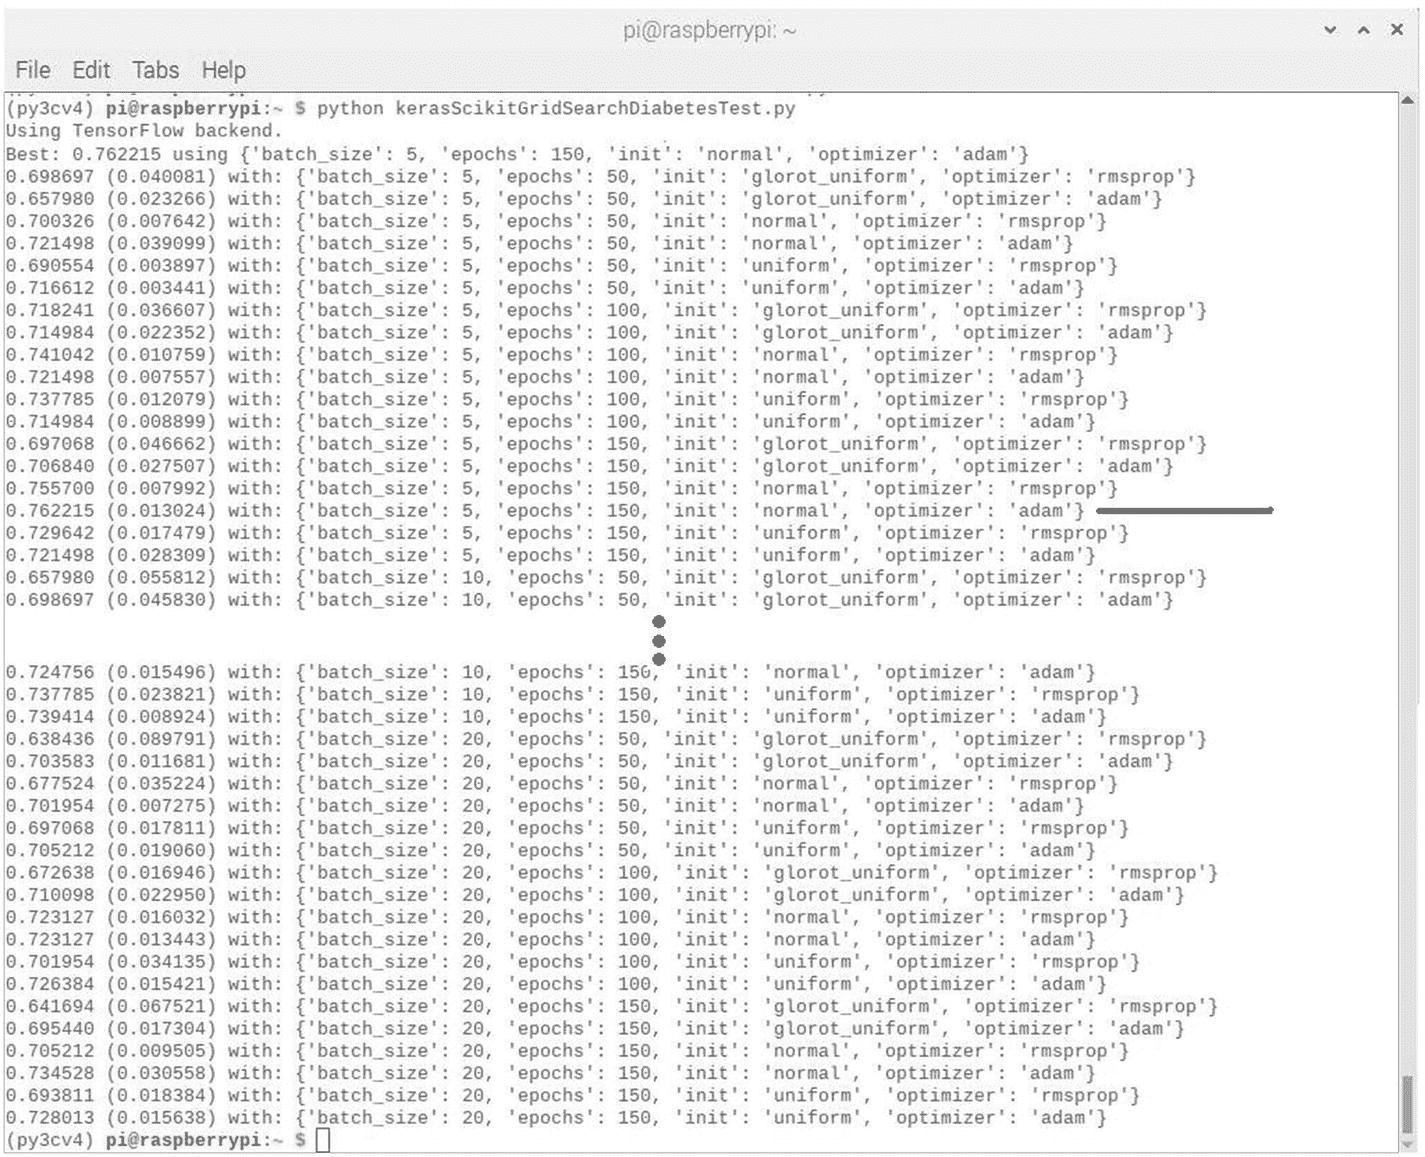 pi@raspberrypi: ~
File Edit Tabs Help
(py3cv4) pi@raspberrypi:~ $ python kerasScikitGridSearchDiabetesTest.py
Using TensorFlow backend.
Best: 0.762215 using {'batch_size': 5, 'epochs': 150, 'init': 'normal', 'optimizer': 'adam'}
0.698697 (0.040081) with: {'batch_size': 5, 'epochs': 50, 'init': 'glorot_uniform', 'optimizer': 'rmsprop'}
0.657980 (0.023266) with: {'batch_size': 5, 'epochs': 50, 'init': 'glorot_uniform', 'optimizer': 'adam'}
0.700326 (0.007642) with: {'batch_size': 5, 'epochs': 50, 'init': 'normal', 'optimizer': 'rmsprop'}
0.721498 (0.039099) with: {'batch_size': 5, 'epochs': 50, 'init': 'normal', 'optimizer': 'adam'}
0.690554 (0.003897) with: {'batch_size': 5, 'epochs': 50, 'init': 'uniform', 'optimizer': 'rmsprop'}
0.716612 (0.003441) with: {'batch_size': 5, 'epochs': 50, 'init': 'uniform', 'optimizer': 'adam'}
0.718241 (0.036607) with: {'batch_size': 5, 'epochs': 100, 'init': 'glorot_uniform', 'optimizer': 'rmsprop'}
0.714984 (0.022352) with: {'batch_size': 5, 'epochs': 100, 'init': 'glorot_uniform', 'optimizer': 'adam'}
0.741042 (0.010759) with: {'batch_size': 5, 'epochs': 100, 'init': 'normal', 'optimizer': 'rmsprop'}
0.721498 (0.007557) with: {'batch_size': 5, 'epochs': 100, 'init': 'normal', 'optimizer': 'adam'}
0.737785 (0.012079) with: {'batch_size': 5, 'epochs': 100, 'init': 'uniform', 'optimizer': 'rmsprop'}
0.714984 (0.008899) with: {'batch_size': 5, 'epochs': 100, 'init': 'uniform', 'optimizer': 'adam'}
0.697068 (0.046662) with: {'batch_size': 5, 'epochs': 150, 'init': 'glorot_uniform', 'optimizer': 'rmsprop'}
0.706840 (0.027507) with: {'batch_size': 5, 'epochs': 150, 'init': 'glorot_uniform', 'optimizer': 'adam'}
0.755700 (0.007992) with: {'batch_size': 5, 'epochs': 150, 'init': 'normal', 'optimizer': 'rmsprop'}
0.762215 (0.013024) with: {'batch_size': 5, 'epochs': 150, 'init': 'normal', 'optimizer': 'adam'}
0.729642 (0.017479) with: {'batch_size': 5, 'epochs': 150, 'init': 'uniform', 'optimizer': 'rmsprop'}
0.721498 (0.028309) with: {'batch_size': 5, 'epochs': 150, 'init': 'uniform', 'optimizer': 'adam'}
0.657980 (0.055812) with: {'batch_size': 10, 'epochs': 50, 'init': 'glorot_uniform', 'optimizer': 'rmsprop'}
0.698697 (0.045830) with: {'batch_size': 10, 'epochs': 50, 'init': 'glorot_uniform', 'optimizer': 'adam'}
0.724756 (0.015496) with: {'batch_size': 10, 'epochs': 150, 'init': 'normal', 'optimizer': 'adam'}
0.737785 (0.023821) with: {'batch_size': 10, 'epochs': 150, 'init': 'uniform', 'optimizer': 'rmsprop'}
0.739414 (0.008924) with: {'batch_size': 10, 'epochs': 150, 'init': 'uniform', 'optimizer': 'adam'}
0.638436 (0.089791) with: {'batch_size': 20, 'epochs': 50, 'init': 'glorot_uniform', 'optimizer': 'rmsprop'}
0.703583 (0.011681) with: {'batch_size': 20, 'epochs': 50, 'init': 'glorot_uniform', 'optimizer': 'adam'}
0.677524 (0.035224) with: {'batch_size': 20, 'epochs': 50, 'init': 'normal', 'optimizer': 'rmsprop'}
0.701954 (0.007275) with: {'batch_size': 20, 'epochs': 50, 'init': 'normal', 'optimizer': 'adam'}
0.697068 (0.017811) with: {'batch_size': 20, 'epochs': 50, 'init': 'uniform', 'optimizer': 'rmsprop'}
0.705212 (0.019060) with: {'batch_size': 20, 'epochs': 50, 'init': 'uniform', 'optimizer': 'adam'}
0.672638 (0.016946) with: {'batch_size': 20, 'epochs': 100, 'init': 'glorot_uniform', 'optimizer': 'rmsprop'}
0.710098 (0.022950) with: {'batch_size': 20, 'epochs': 100, 'init': 'glorot_uniform', 'optimizer': 'adam'}
0.723127 (0.016032) with: {'batch_size': 20, 'epochs': 100, 'init': 'normal', 'optimizer': 'rmsprop'}
0.723127 (0.013443) with: {'batch_size': 20, 'epochs': 100, 'init': 'normal', 'optimizer': 'adam'}
0.701954 (0.034135) with: {'batch_size': 20, 'epochs': 100, 'init': 'uniform', 'optimizer': 'rmsprop'}
0.726384 (0.015421) with: {'batch_size': 20, 'epochs': 100, 'init': 'uniform', 'optimizer': 'adam'}
0.641694 (0.067521) with: {'batch_size': 20, 'epochs': 150, 'init': 'glorot_uniform', 'optimizer': 'rmsprop'}
0.695440 (0.017304) with: {'batch_size': 20, 'epochs': 150, 'init': 'glorot_uniform', 'optimizer': 'adam'}
0.705212 (0.009505) with: {'batch_size': 20, 'epochs': 150, 'init': 'normal', 'optimizer': 'rmsprop'}
0.734528 (0.030558) with: {'batch_size': 20, 'epochs': 150, 'init': 'normal', 'optimizer': 'adam'}
0.693811 (0.018384) with: {'batch_size': 20, 'epochs': 150, 'init': 'uniform', 'optimizer': 'rmsprop'}
0.728013 (0.015638) with: {'batch_size': 20, 'epochs': 150, 'init': 'uniform', 'optimizer': 'adam'}
(py3cv4) pi@raspberrypi:~ $